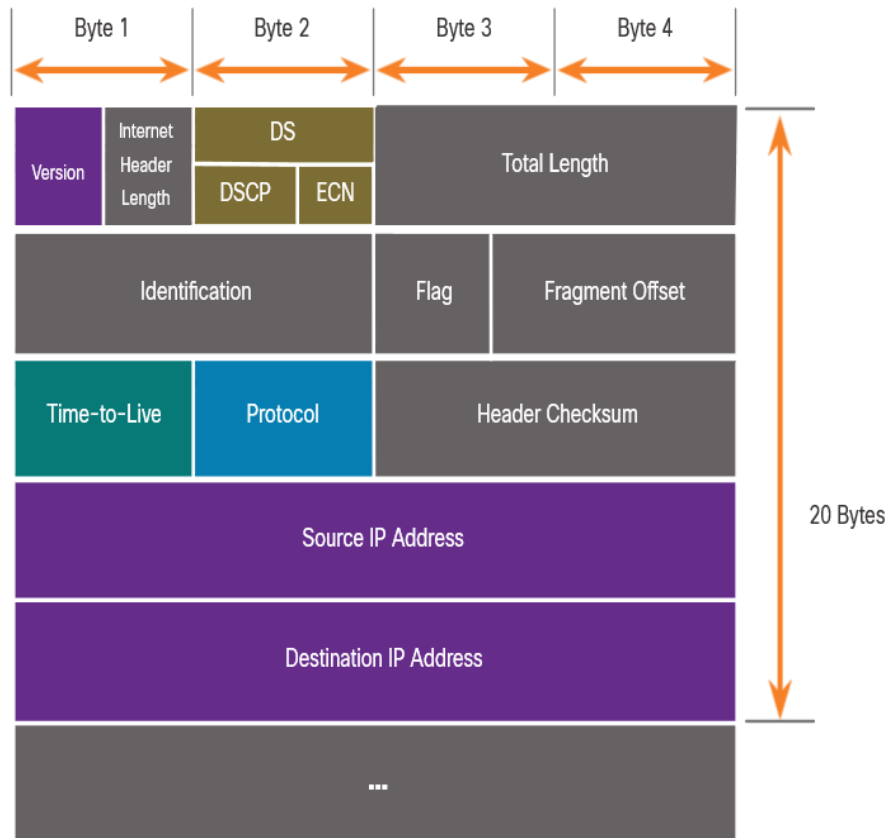 Byte 1
Byte 2
Byte 3
Byte 4
Version
Internet
Header
Length
DS
DSCP
ECN
Total Length
Identification
Flag
Fragment Offset
Time-to-Live
Protocol
Header Checksum
Source IP Address
20 Bytes
Destination IP Address
...